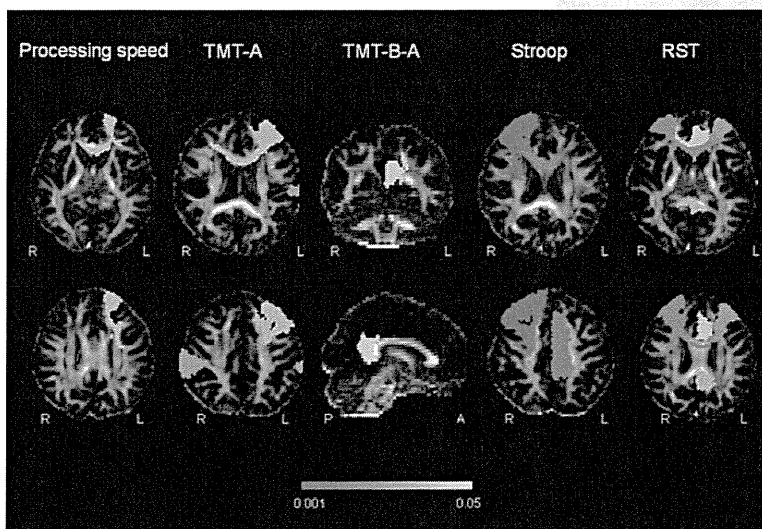 Processing speed TMT-A TMT-B-A Stroop RST
R L R L R L R L R L
R L R L P A R L R L
0.001 0.05